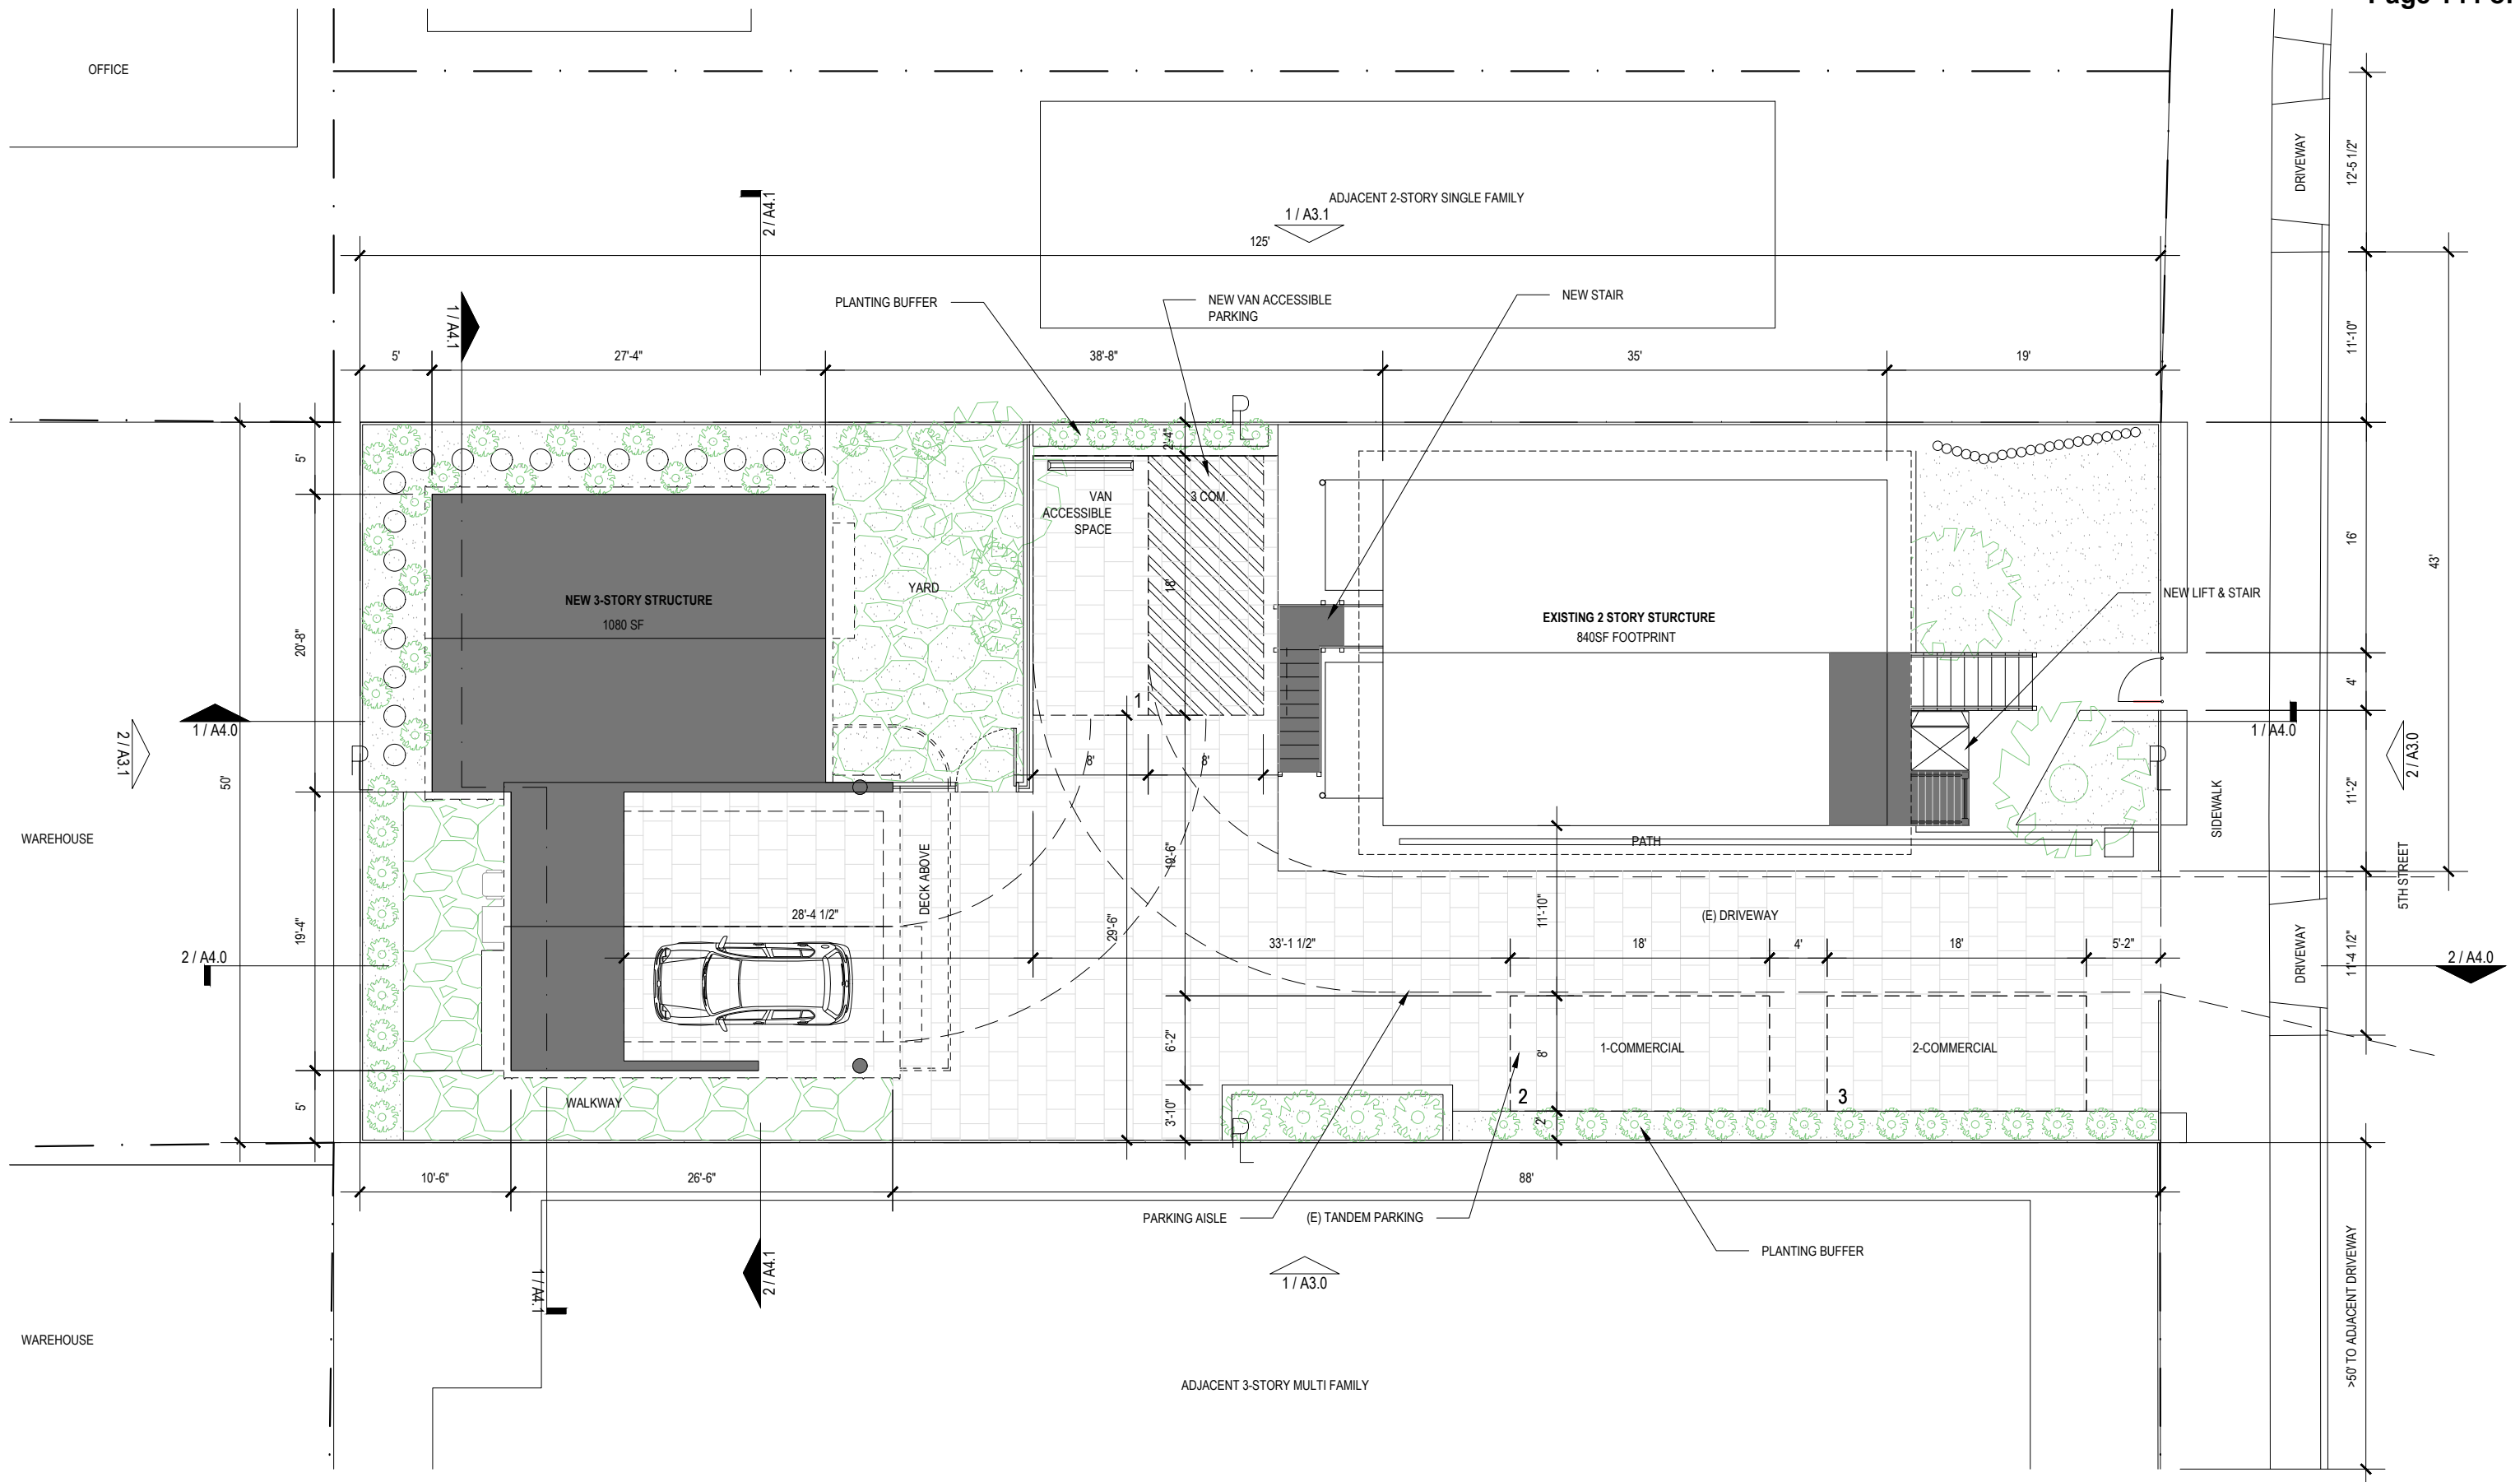 OFFICE
DRIVEWAY
12'-5 1/2"
2 / A4.1
ADJACENT 2-STORY SINGLE FAMILY
1 / A3.1
125'
PLANTING BUFFER
NEW VAN ACCESSIBLE
PARKING
NEW STAIR
1 / A4.1
11'-10"
5'
27'-4"
38'-8"
35'
19'
P
L
5'
2'-4"
VAN
ACCESSIBLE
SPACE
3 COM.
16'
43'
18'
YARD
NEW 3-STORY STRUCTURE
1080 SF
EXISTING 2 STORY STURCTURE
840SF FOOTPRINT
NEW LIFT & STAIR
20'-8"
4'
1
1 / A4.0
1 / A4.0
2 / A3.1
2 / A3.0
P
L
P
L
50'
8'
8'
11'-2"
SIDEWALK
WAREHOUSE
PATH
19'-6"
DECK ABOVE
5TH STREET
28'-4 1/2"
29'-6"
11'-10"
(E) DRIVEWAY
19'-4"
33'-1 1/2"
18'
4'
18'
5'-2"
DRIVEWAY
11'-4 1/2"
2 / A4.0
2 / A4.0
6'-2"
8'
1-COMMERCIAL
2-COMMERCIAL
2
3
WALKWAY
5'
3'-10"
2'
P
L
10'-6"
26'-6"
88'
PARKING AISLE
(E) TANDEM PARKING
PLANTING BUFFER
1 / A4.1
2 / A4.1
1 / A3.0
>50' TO ADJACENT DRIVEWAY
WAREHOUSE
ADJACENT 3-STORY MULTI FAMILY